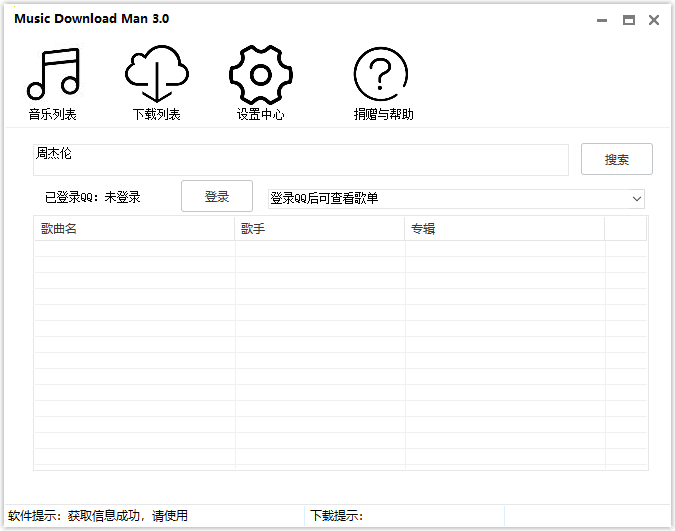 Music Download Man 3.0
音乐列表 下载列表 设置中心 捐赠与帮助
周杰伦 搜索
已登录QQ：未登录 登录 登录QQ后可查看歌单
歌曲名 歌手 专辑
软件提示：获取信息成功，请使用 下载提示：